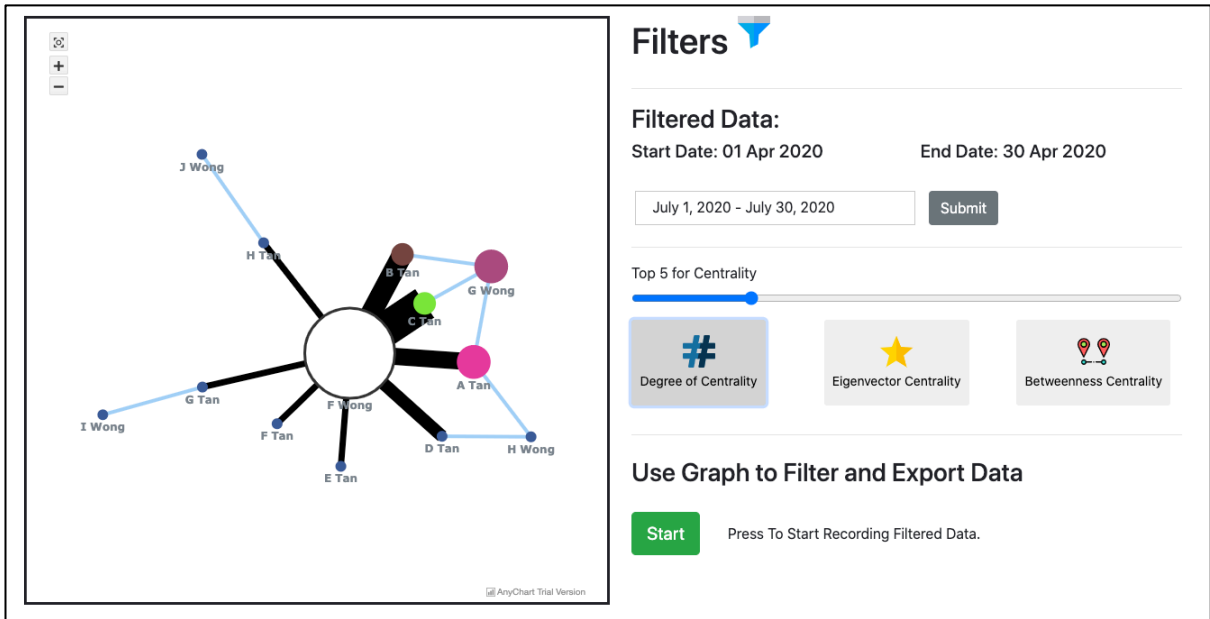 Filters
Filtered Data:
Start Date: 01 Apr 2020 End Date: 30 Apr 2020
July 1, 2020 - July 30, 2020 Submit
Top 5 for Centrality
Degree of Centrality Eigenvector Centrality Betweenness Centrality
Use Graph to Filter and Export Data
Start Press To Start Recording Filtered Data.
J Wong
H Tan
B Tan
G Wong
C Tan
A Tan
G Tan
F Wong
I Wong
F Tan
D Tan
H Wong
E Tan
AnyChart Trial Version